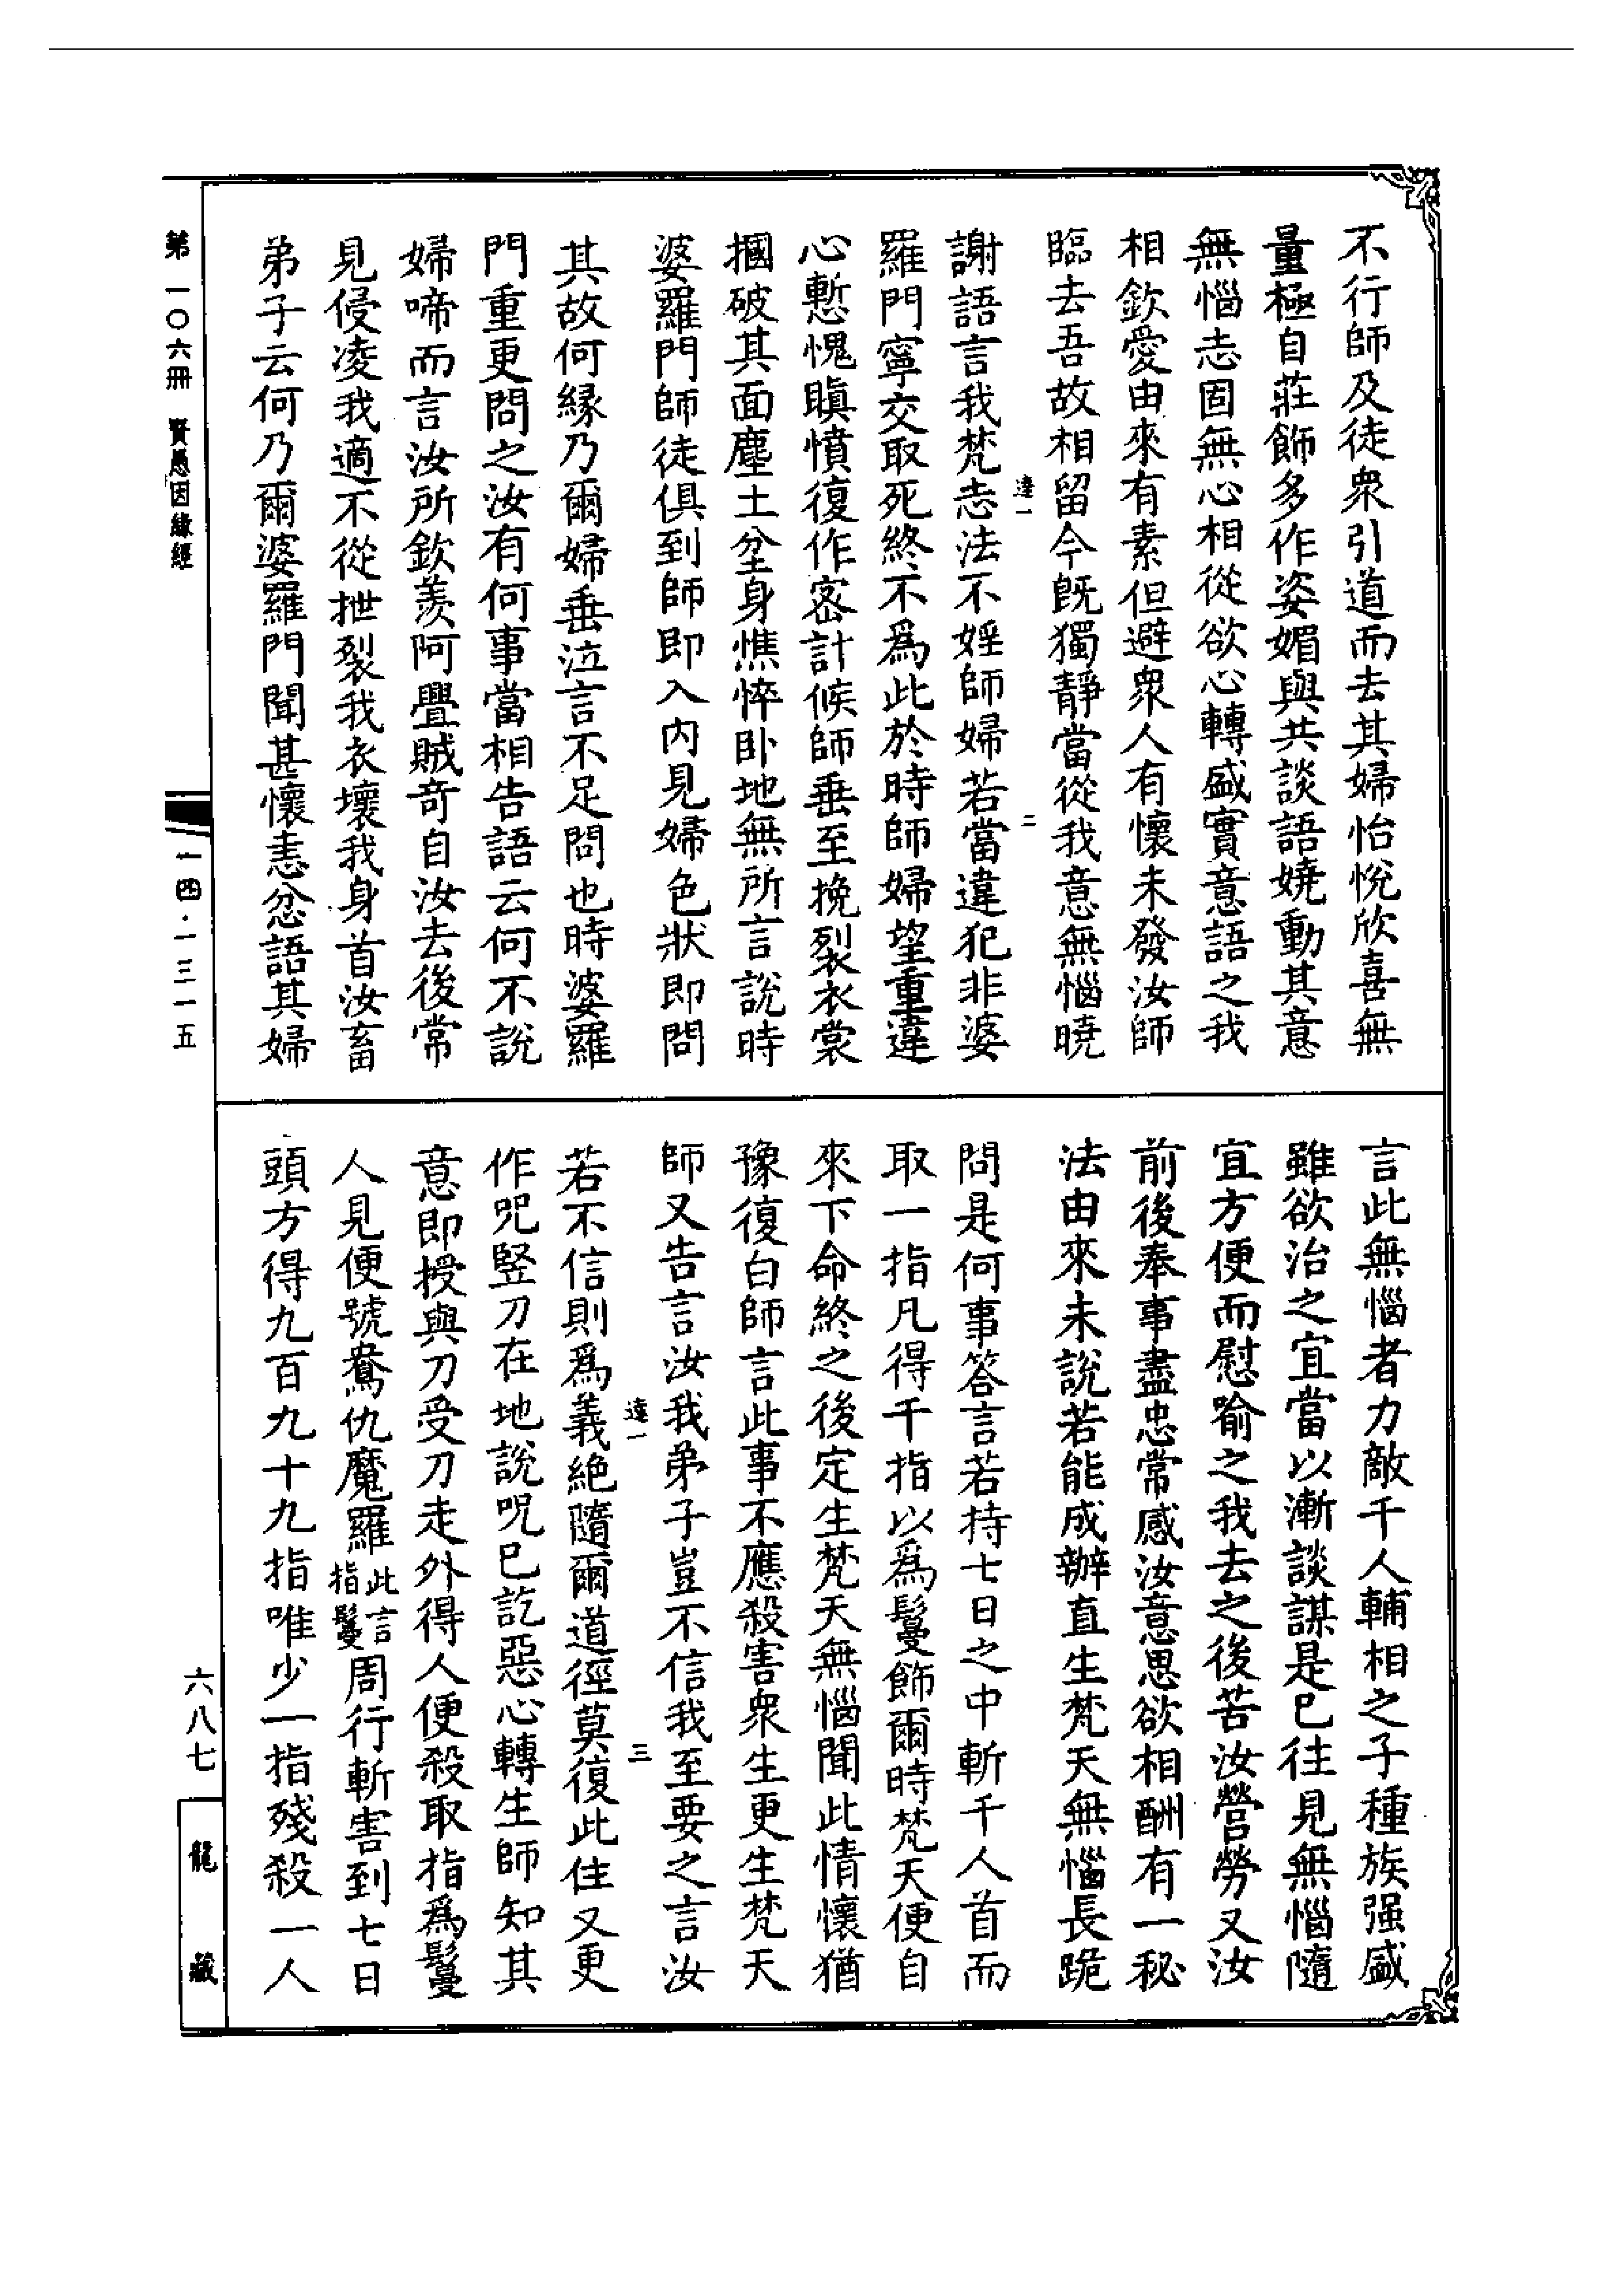 不行師及徒衆引道而去其婦怡悅欣喜無
量極自莊飾多作姿媚與共談語嬈動其意
無惱志固無心相從欲心轉盛實意語之我
相欽愛由來有素但避衆人有懷未發汝師
臨去吾故相留今既獨靜當從我意無惱曉
達一 二
謝語言我梵志法不婬師婦若當違犯非婆
羅門寧交取死終不爲此於時師婦婦望重違
心慙愧瞋憤復作密計候師垂至挽裂衣裳
摑破其面塵土坌身憔悴臥地無所言說時
婆羅門師徒俱到師即入內見婦色狀即問
其故何緣乃爾婦垂泣言不足問也時婆羅
門重更問之汝有何事當相告語云何不說
婦啼而言汝所欽羨阿疊賊奇自汝去後常
見侵凌我適不從抴裂我衣壞我身首汝畜
弟子云何乃爾婆羅門聞甚懷恚忿語其婦
言此無惱者力敵千人輔相之子種族强盛
雖欲治之宜當以漸談謀是已往見無惱隨
宜方便而慰喻之我去之後苦汝營勞又汝
前後奉事盡忠常感汝意思欲相酬有一秘
法由來未說若能成辦直生梵天無惱長跪
問是何事答言若持七日之中斬千人首而
取一指凡得千指以爲鬘飾爾時梵天便自
來下命終之後定生梵天無惱聞此情懷猶
豫復白師言此事不應殺害衆生更生梵天
師又告言汝我弟子豈不信我至要之言汝
達一 三
若不信則爲義絕隨爾道徑莫復此住又更
作呪豎刀在地說呪已訖惡心轉生師知其
意即授與刀受刀走外得人便殺取指爲鬘
人見便號鴦仇魔羅此言指鬘周行斬害到七日
頭方得九百九十九指唯少一指殘殺一人
第一〇六冊 賢愚因緣經
一四·一三一五
六八七
龍藏